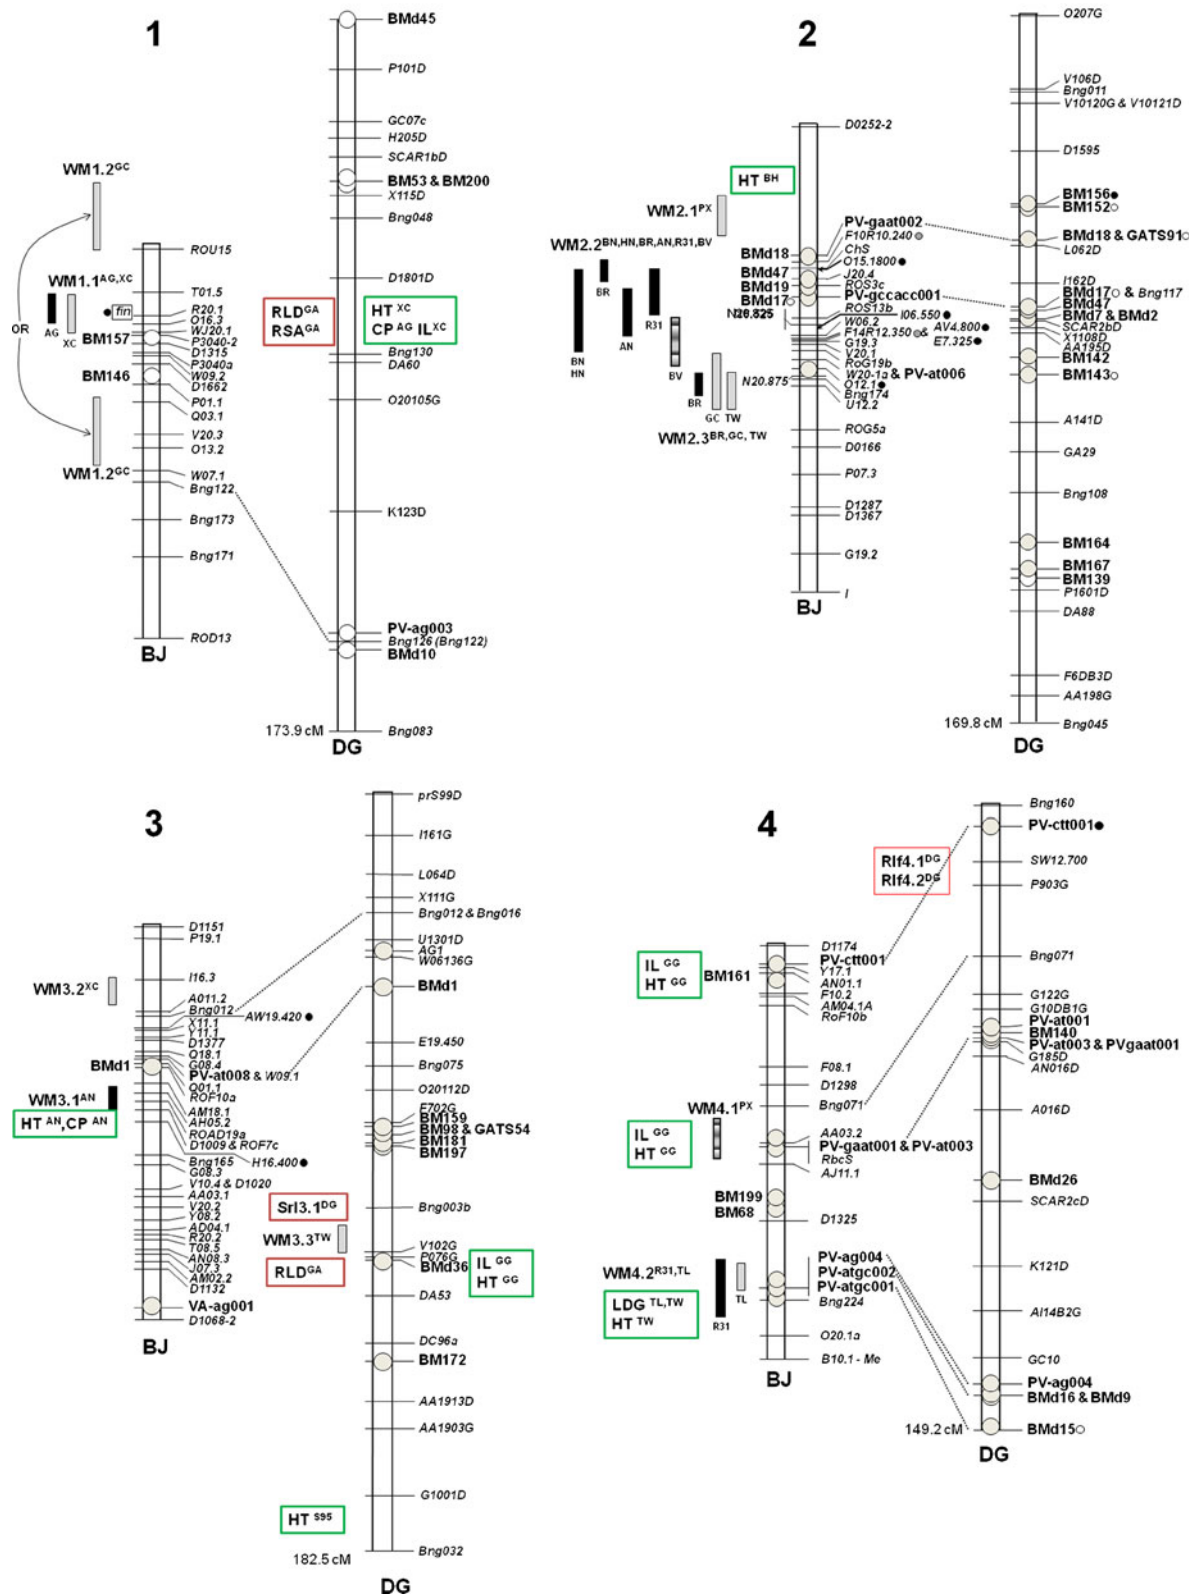 1
BMd45
P101D
GC07c
H205D
SCAR1bD
BM53 & BM200
X115D
Bng048
D1801D
Bng130
DA60
O20105G
K123D
PV-ag003
Bng126 (Bng122)
BMd10
Bng083
173.9 cM
DG
WM1.2GC
OR
WM1.1AG,XC
AG
XC
fin
WM1.2GC
ROU15
T01.5
R20.1
O16.3
WJ20.1
BM157
P3040-2
D1315
P3040a
W09.2
BM146
D1662
P01.1
Q03.1
V20.3
O13.2
W07.1
Bng122
Bng173
Bng171
ROD13
BJ
RLDGA
RSAGA
HT XC
CP AG ILXC
2
O207G
V106D
Bng011
V10120G & V10121D
D1595
BM156
BM152
BMd18 & GATS91
L062D
I162D
BMd17 & Bng117
BMd47
BMd7 & BMd2
SCAR2bD
X1108D
AA195D
BM142
BM143
A141D
GA29
Bng108
BM164
BM167
BM139
P1601D
DA88
F6DB3D
AA198G
Bng045
169.8 cM
DG
HT BH
WM2.1PX
WM2.2BN,HN,BR,AN,R31,BV
BR
R31
AN
BN
HN
BV
BR
GC TW
WM2.3BR,GC,TW
D0252-2
PV-gaat002
F10R10.240
BMd18
ChS
O15.1800
BMd47
J20.4
BMd19
ROS3c
BMd17
PV-gccacc001
ROS13b
I06.550
W06.2
F14R12.350 &
AV4.800
G19.3
E7.325
V20.1
RoG19b
W20-1a & PV-at006
N20.875
O12.1
Bng174
U12.2
ROG5a
D0166
P07.3
D1287
D1367
G19.2
I
BJ
3
prS99D
I161G
L064D
X111G
Bng012 & Bng016
U1301D
AG1
W06136G
BMd1
E19.450
Bng075
O20112D
F702G
BM159
BM98 & GATS54
BM181
BM197
Bng003b
V102G
P076G
BMd36
DA53
DC96a
BM172
AA1913D
AA1903G
G1001D
Bng032
182.5 cM
DG
D1151
P19.1
I16.3
WM3.2XC
A011.2
Bng012
AW19.420
X11.1
Y11.1
D1377
O18.1
G08.4
BMd1
PV-at008 & W09.1
Q01.1
ROF10a
WM3.1AN
HT AN,CP AN
AM18.1
AH05.2
ROAD19a
D1009 & ROF7c
Bng165
H16.400
G08.3
V10.4 & D1020
AA03.1
V20.2
Y08.2
AD04.1
R20.2
T08.5
AN08.3
J07.3
AM02.2
D1132
VA-ag001
D1068-2
BJ
Srl3.1DG
WM3.3TW
RLDGA
IL GG
HT GG
HT S95
4
Bng160
PV-ctt001
SW12.700
P903G
Bng071
G122G
G10DB1G
PV-at001
BM140
PV-at003 & PVgaat001
G185D
AN016D
A016D
BMd26
SCAR2cD
K121D
AI14B2G
GC10
PV-ag004
BMd16 & BMd9
BMd15
149.2 cM
DG
Rlf4.1DG
Rlf4.2DG
IL GG
HT GG
D1174
PV-ctt001
BM161
Y17.1
AN01.1
F10.2
AM04.1A
RoF10b
F08.1
D1298
WM4.1PX
Bng071
IL GG
HT GG
AA03.2
PV-gaat001 & PV-at003
RbcS
AJ11.1
BM199
BM68
D1325
WM4.2R31,TL
PV-ag004
PV-atgc002
PV-atgc001
LDG TL,TW
HT TW
R31
TL
Bng224
O20.1a
B10.1 - Me
BJ